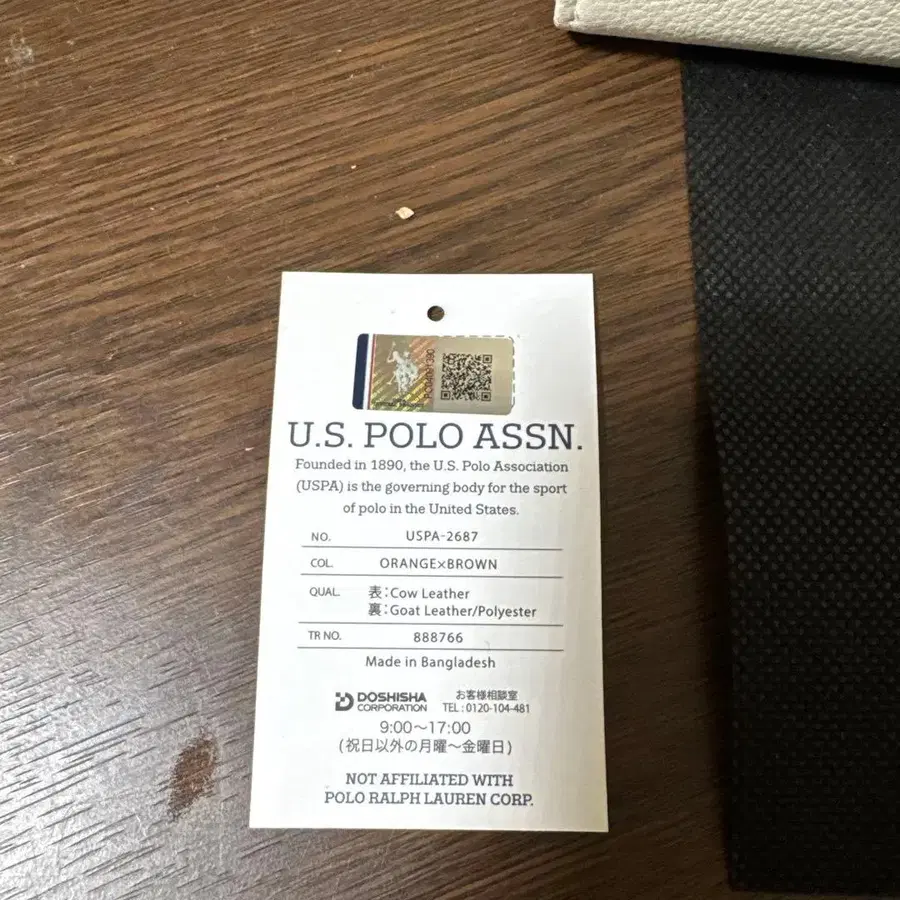 U.S. POLO ASSN.
Founded in 1890, the U.S. Polo Association
(USPA) is the governing body for the sport
of polo in the United States.
NO. USPA-2687
COL. ORANGE×BROWN
QUAL. 表:Cow Leather
裏:Goat Leather/Polyester
TR NO. 888766
Made in Bangladesh
DOSHISHA
CORPORATION
お客様相談室
TEL:0120-104-481
9:00〜17:00
(祝日以外の月曜〜金曜日)
NOT AFFILIATED WITH
POLO RALPH LAUREN CORP.